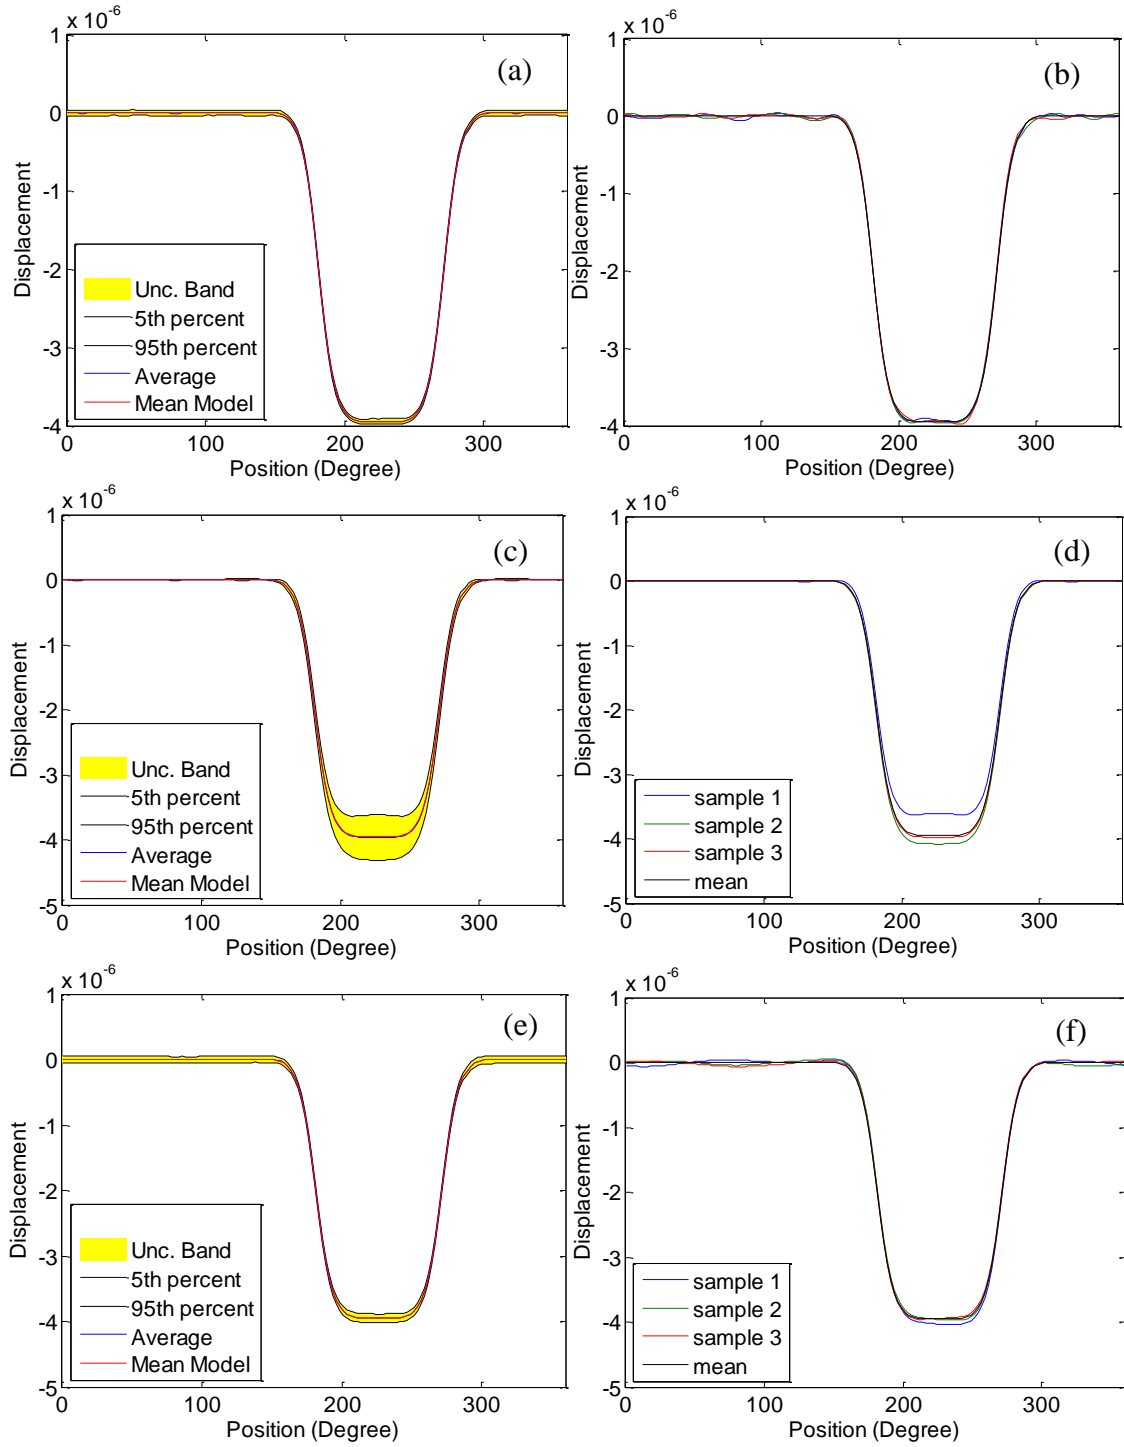 x 10^-6
1
0
-1
-2
-3
-4
0
100
200
300
Displacement
Position (Degree)
(a)
Unc. Band
5th percent
95th percent
Average
Mean Model
x 10^-6
1
0
-1
-2
-3
-4
0
100
200
300
Displacement
Position (Degree)
(b)
x 10^-6
1
0
-1
-2
-3
-4
-5
0
100
200
300
Displacement
Position (Degree)
(c)
Unc. Band
5th percent
95th percent
Average
Mean Model
x 10^-6
1
0
-1
-2
-3
-4
-5
0
100
200
300
Displacement
Position (Degree)
(d)
sample 1
sample 2
sample 3
mean
x 10^-6
1
0
-1
-2
-3
-4
-5
0
100
200
300
Displacement
Position (Degree)
(e)
Unc. Band
5th percent
95th percent
Average
Mean Model
x 10^-6
1
0
-1
-2
-3
-4
-5
0
100
200
300
Displacement
Position (Degree)
(f)
sample 1
sample 2
sample 3
mean